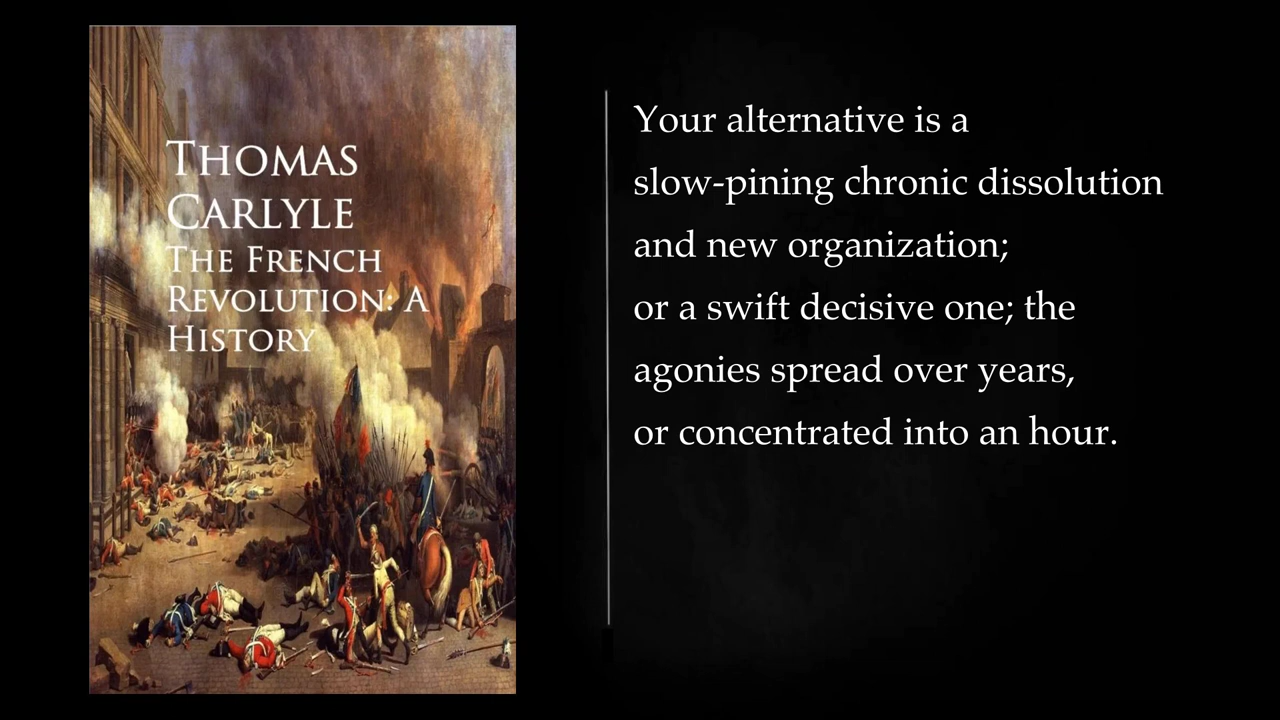 THOMAS
CARLYLE
THE FRENCH
REVOLUTION: A
HISTORY
Your alternative is a
slow-pining chronic dissolution
and new organization;
or a swift decisive one; the
agonies spread over years,
or concentrated into an hour.